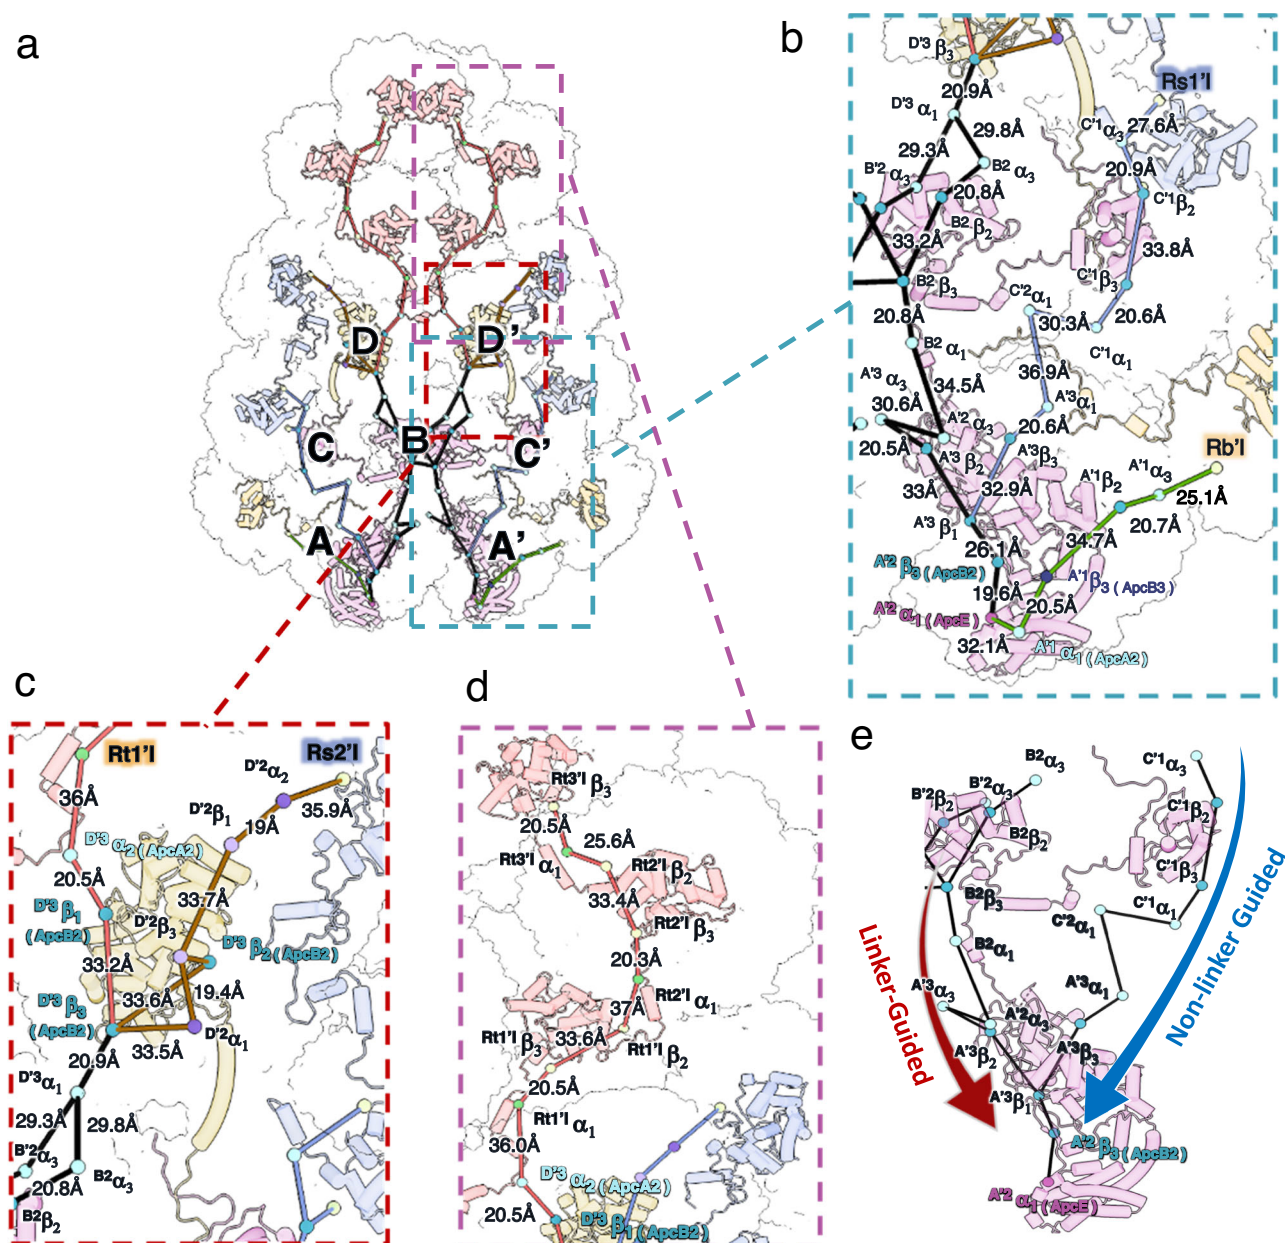 a
D
D'
B
C
C'
A
A'
b
D'3 β3
20.9Å
D'3 α1
29.8Å
29.3Å
B'2 α3
B2 α3
20.8Å
B2 β2
33.2Å
B2 β3
20.8Å
B2 α1
A'3 α3
34.5Å
30.6Å
A'2 α3
20.5Å
A'3 β2
33Å
A'3 β1
26.1Å
A'2 β3 (ApcB2)
19.6Å
A'2 α1 (ApcE)
32.1Å
Rs1'I
C'1 α3
27.6Å
20.9Å
C'1 β2
33.8Å
C'1 β3
C'2 α1
30.3Å
20.6Å
C'1 α1
36.9Å
A'3 α1
20.6Å
A'3 β3
32.9Å
Rb'I
A'1 α3
A'1 β2
25.1Å
20.7Å
34.7Å
A'1 β3 (ApcB3)
20.5Å
A'1 α1 (ApcA2)
c
Rt1'I
Rs2'I
D'2 α2
36Å
35.9Å
D'2 β1
19Å
D'3 α2 (ApcA2)
20.5Å
33.7Å
D'3 β1
(ApcB2)
D'2 β3
D'3 β2 (ApcB2)
33.2Å
33.6Å
19.4Å
D'3 β3
(ApcB2)
D'2 α1
33.5Å
20.9Å
D'3 α1
29.3Å
29.8Å
B'2 α3
B2 α3
20.8Å
B2 β2
d
Rt3'I β3
20.5Å
25.6Å
Rt3'I α1
Rt2'I β2
33.4Å
Rt2'I β3
20.3Å
Rt2'I α1
37Å
Rt1'I β3
33.6Å
Rt1'I β2
20.5Å
Rt1'I α1
36.0Å
D'3 α2 (ApcA2)
20.5Å
D'3 β1 (ApcB2)
e
B2 α3
C'1 α3
B'2 β2
B'2 α3
C'1 β2
B2 β2
C'1 β3
B2 β3
C'2 α1
C'1 α1
B2 α1
A'3 α1
A'3 α3
A'2 α3
A'3 β2
A'3 β3
A'3 β1
A'2 β3 (ApcB2)
A'2 α1 (ApcE)
Linker-Guided
Non-linker Guided